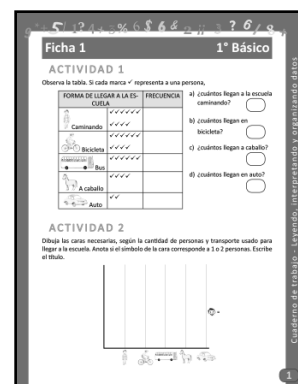 Ficha 1
1° Básico
ACTIVIDAD 1
Observa la tabla. Si cada marca ✓ representa a una persona,
FORMA DE LLEGAR A LA ESCUELA
FRECUENCIA
Caminando
✓✓✓✓✓✓
✓✓✓✓
Bicicleta
✓✓✓✓✓✓
✓✓✓✓
Bus
✓✓✓✓✓✓
A caballo
✓✓✓✓
Auto
✓✓
a) ¿cuántos llegan a la escuela
caminando?
b) ¿cuántos llegan en
bicicleta?
c) ¿cuántos llegan a caballo?
d) ¿cuántos llegan en auto?
ACTIVIDAD 2
Dibuja las caras necesarias, según la cantidad de personas y transporte usado para
llegar a la escuela. Anota si el símbolo de la cara corresponde a 1 o 2 personas. Escribe
el título.
=
Cuaderno de trabajo - Leyendo, interpretando y organizando datos
1